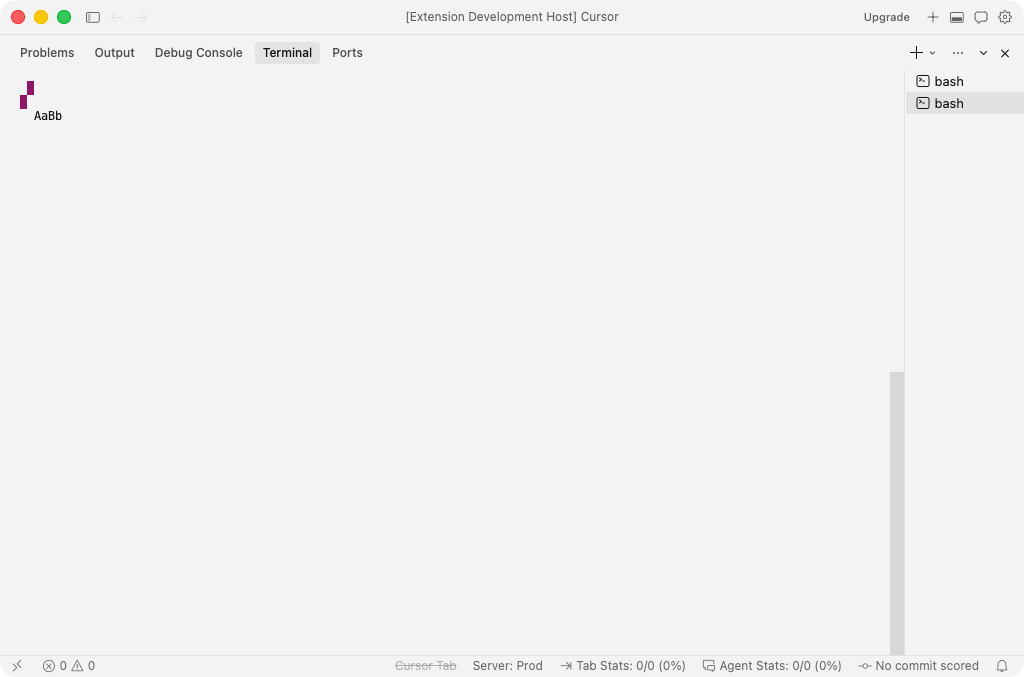 [Extension Development Host] Cursor
Upgrade
Problems Output Debug Console Terminal Ports
bash
bash
AaBb
0 0 Cursor Tab Server: Prod Tab Stats: 0/0 (0%) Agent Stats: 0/0 (0%) No commit scored